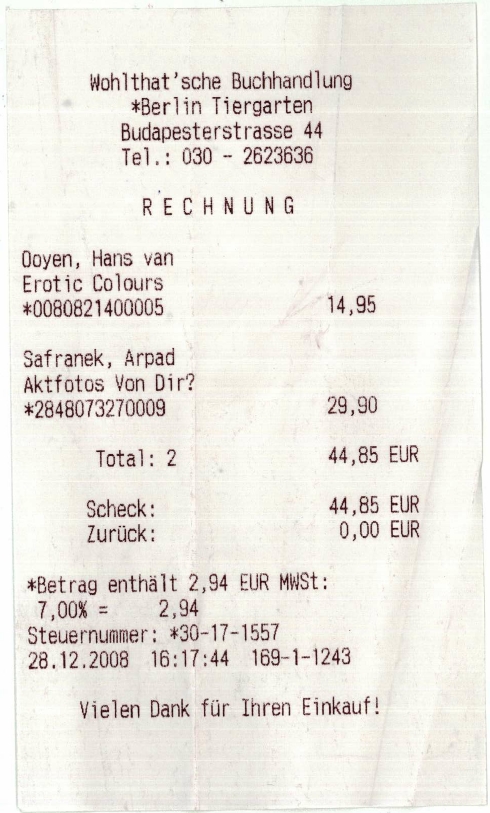 Wohlthat'sche Buchhandlung
*Berlin Tiergarten
Budapesterstrasse 44
Tel.: 030 - 2623636
R E C H N U N G
Ooyen, Hans van
Erotic Colours
*0080821400005 14,95
Safranek, Arpad
Aktfotos Von Dir?
*2848073270009 29,90
Total: 2 44,85 EUR
Scheck: 44,85 EUR
Zurück: 0,00 EUR
*Betrag enthält 2,94 EUR MWSt:
7,00% = 2,94
Steuernummer: *30-17-1557
28.12.2008 16:17:44 169-1-1243
Vielen Dank für Ihren Einkauf!